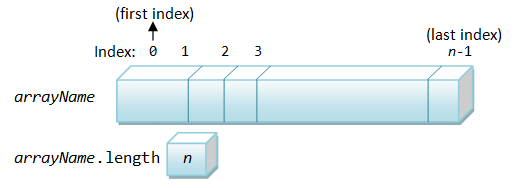 (first index)
(last index)
Index: 0 1 2 3 n-1
arrayName
arrayName.length n